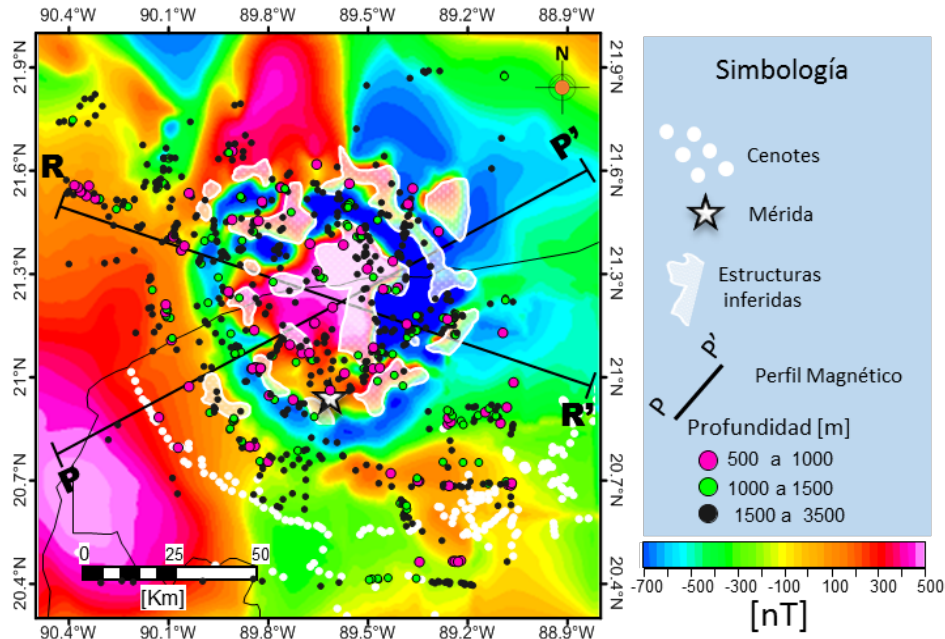 90.4°W 90.1°W 89.8°W 89.5°W 89.2°W 88.9°W
21.9°N 21.9°N
N
R P'
21.6°N 21.6°N
21.3°N 21.3°N
21°N 21°N
R'
P
20.7°N 20.7°N
0 25 50
[Km]
20.4°N 20.4°N
90.4°W 90.1°W 89.8°W 89.5°W 89.2°W 88.9°W
Simbología
Cenotes
Mérida
Estructuras
inferidas
P P'
Perfil Magnético
Profundidad [m]
500 a 1000
1000 a 1500
1500 a 3500
-700 -500 -400 -300 -200 -100 100 300 500
[nT]